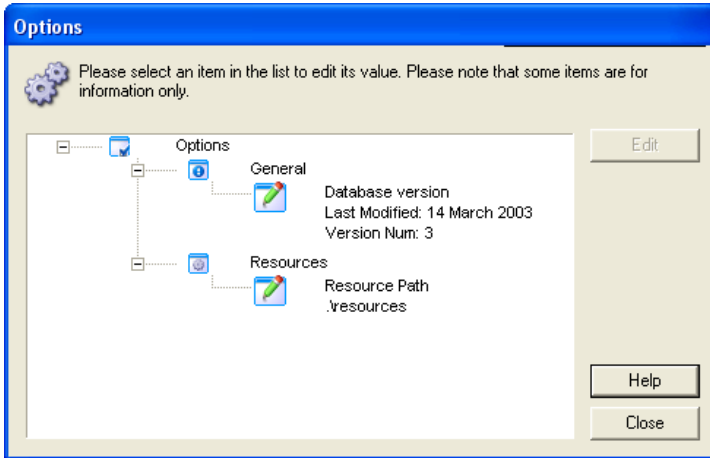 Options
Please select an item in the list to edit its value. Please note that some items are for
information only.
Options
Edit
General
Database version
Last Modified: 14 March 2003
Version Num: 3
Resources
Resource Path
.\resources
Help
Close